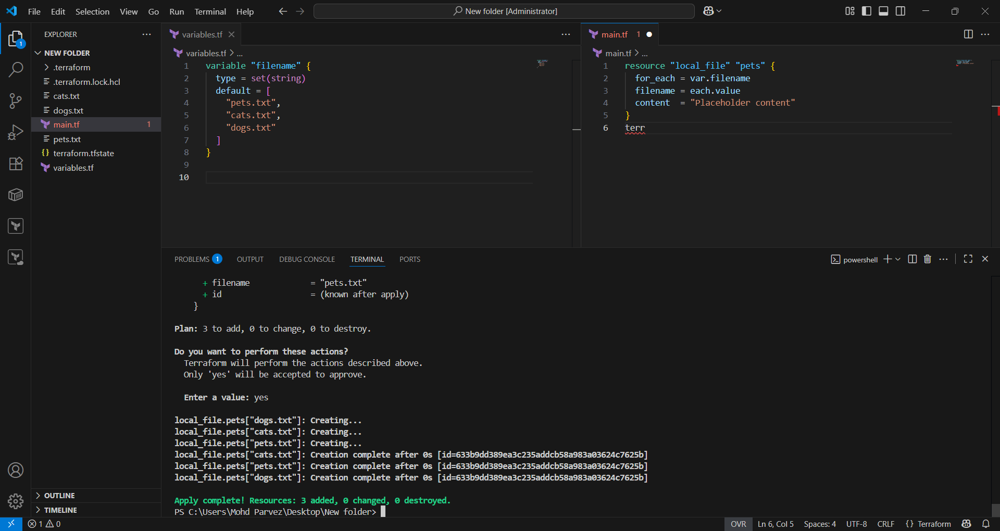 File Edit Selection View Go Run Terminal Help
New folder [Administrator]
EXPLORER
1
NEW FOLDER
.terraform
.terraform.lock.hcl
cats.txt
dogs.txt
main.tf 1
pets.txt
terraform.tfstate
variables.tf
OUTLINE
TIMELINE
variables.tf
variables.tf > ...
1 variable "filename" {
2 type = set(string)
3 default = [
4 "pets.txt",
5 "cats.txt",
6 "dogs.txt"
7 ]
8 }
9
10
main.tf 1
main.tf > ...
1 resource "local_file" "pets" {
2 for_each = var.filename
3 filename = each.value
4 content = "Placeholder content"
5 }
6 terr
PROBLEMS 1 OUTPUT DEBUG CONSOLE TERMINAL PORTS
powershell
+ filename = "pets.txt"
+ id = (known after apply)
}
Plan: 3 to add, 0 to change, 0 to destroy.
Do you want to perform these actions?
Terraform will perform the actions described above.
Only 'yes' will be accepted to approve.
Enter a value: yes
local_file.pets["dogs.txt"]: Creating...
local_file.pets["cats.txt"]: Creating...
local_file.pets["pets.txt"]: Creating...
local_file.pets["cats.txt"]: Creation complete after 0s [id=633b9dd389ea3c235addcb58a983a03624c7625b]
local_file.pets["pets.txt"]: Creation complete after 0s [id=633b9dd389ea3c235addcb58a983a03624c7625b]
local_file.pets["dogs.txt"]: Creation complete after 0s [id=633b9dd389ea3c235addcb58a983a03624c7625b]
Apply complete! Resources: 3 added, 0 changed, 0 destroyed.
PS C:\Users\Mohd Parvez\Desktop\New folder>
1 0
OVR Ln 6, Col 5 Spaces: 4 UTF-8 CRLF {} Terraform